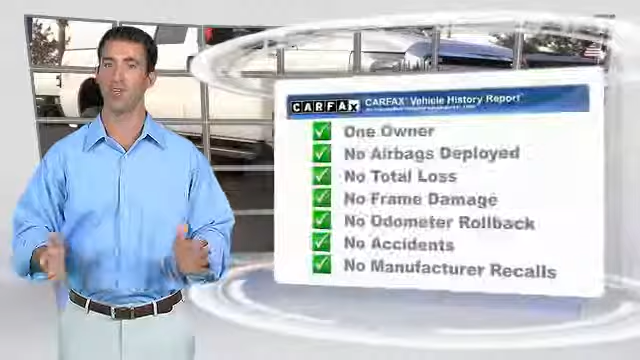 CARFAX CARFAX Vehicle History Report
One Owner
No Airbags Deployed
No Total Loss
No Frame Damage
No Odometer Rollback
No Accidents
No Manufacturer Recalls